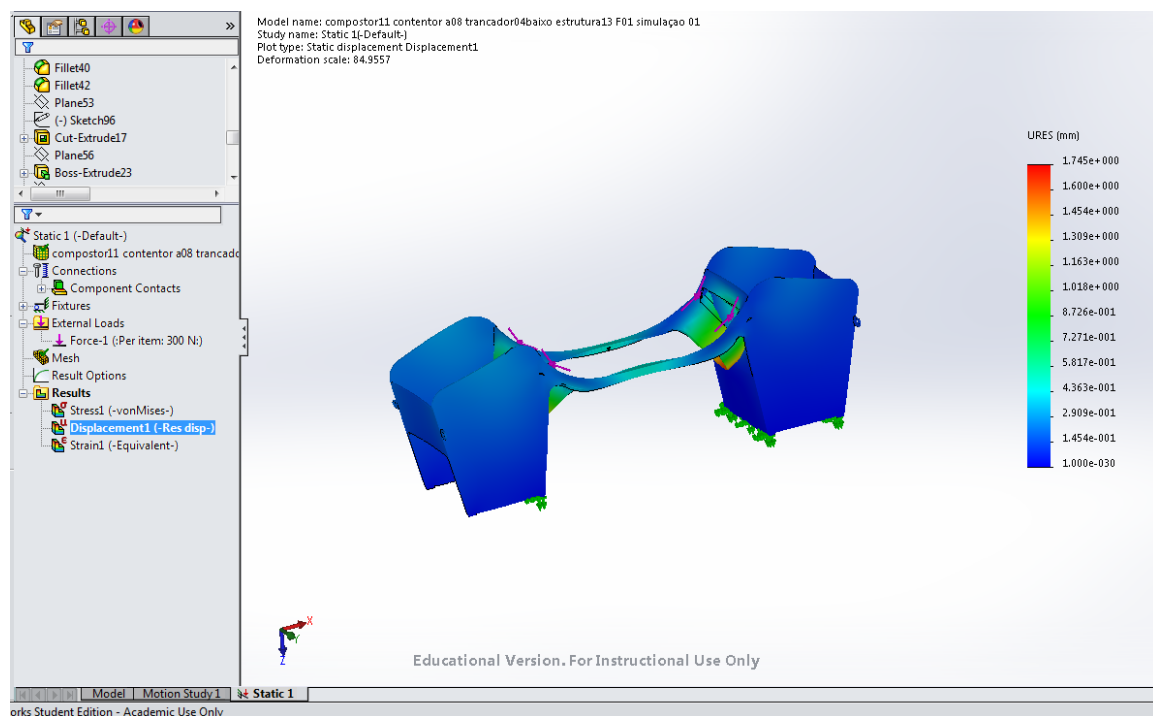 »
Fillet40
Fillet42
Plane53
(-) Sketch96
Cut-Extrude17
Plane56
Boss-Extrude23
Static 1 (-Default-)
compostor11 contentor a08 trancado
Connections
Component Contacts
Fixtures
External Loads
Force-1 (:Per item: 300 N:)
Mesh
Result Options
Results
Stress1 (-vonMises-)
Displacement1 (-Res disp-)
Strain1 (-Equivalent-)
Model name: compostor11 contentor a08 trancador04baixo estrutura13 F01 simulaçao 01
Study name: Static 1(-Default-)
Plot type: Static displacement Displacement1
Deformation scale: 84.9557
URES (mm)
1.745e+000
1.600e+000
1.454e+000
1.309e+000
1.163e+000
1.018e+000
8.726e-001
7.271e-001
5.817e-001
4.363e-001
2.909e-001
1.454e-001
1.000e-030
X
Y
Z
Educational Version. For Instructional Use Only
Model
Motion Study 1
Static 1
orks Student Edition - Academic Use Only